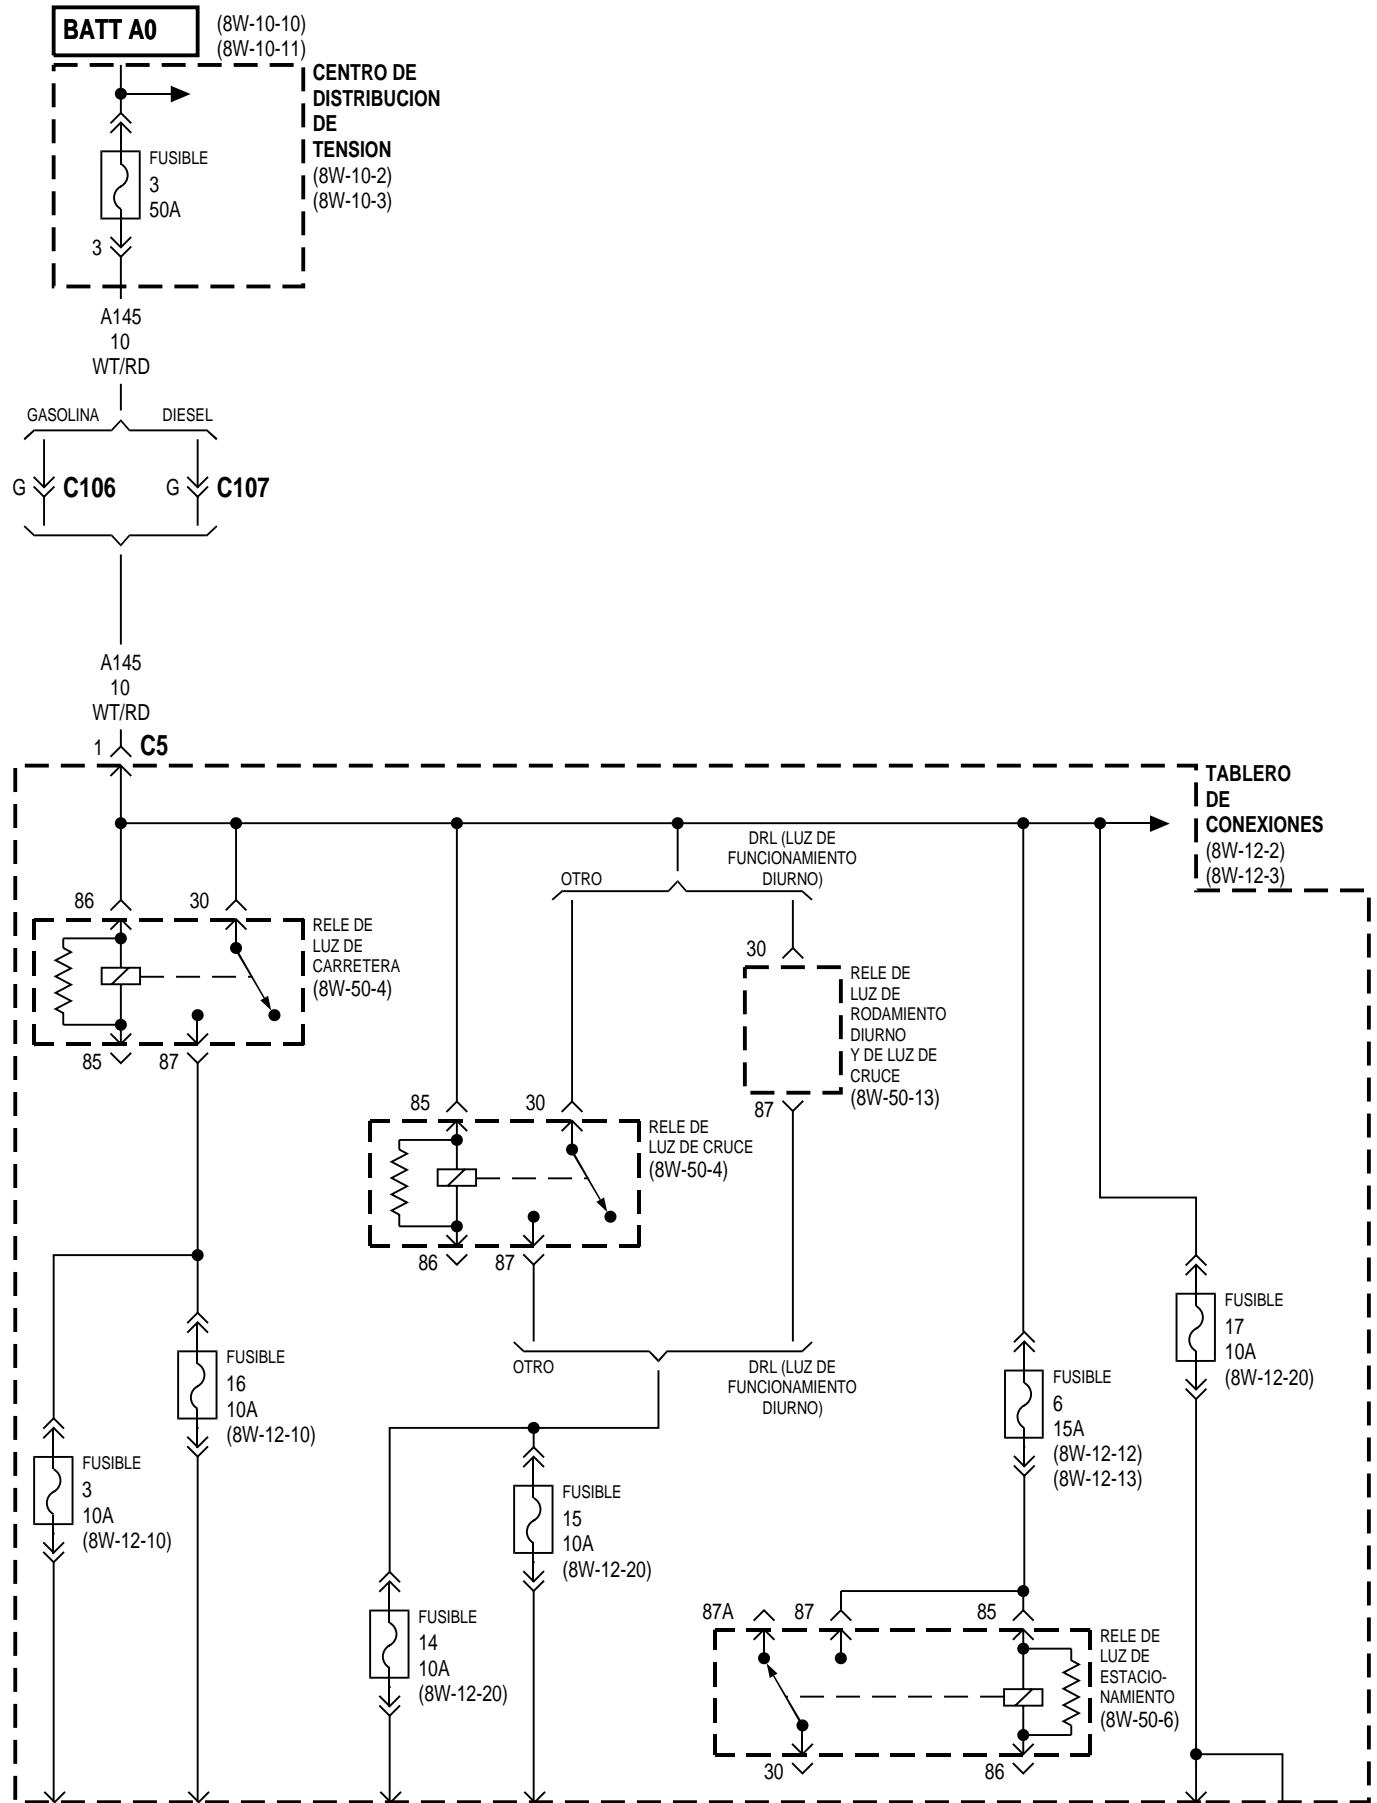 BATT A0
(8W-10-10)
(8W-10-11)
CENTRO DE
DISTRIBUCION
DE
TENSION
(8W-10-2)
(8W-10-3)
FUSIBLE
3
50A
3
A145
10
WT/RD
GASOLINA
DIESEL
G
C106
G
C107
A145
10
WT/RD
1
C5
TABLERO
DE
CONEXIONES
(8W-12-2)
(8W-12-3)
DRL (LUZ DE
FUNCIONAMIENTO
DIURNO)
OTRO
86
30
RELE DE
LUZ DE
CARRETERA
(8W-50-4)
85
87
30
RELE DE
LUZ DE
RODAMIENTO
DIURNO
Y DE LUZ DE
CRUCE
(8W-50-13)
87
85
30
RELE DE
LUZ DE CRUCE
(8W-50-4)
86
87
OTRO
DRL (LUZ DE
FUNCIONAMIENTO
DIURNO)
FUSIBLE
17
10A
(8W-12-20)
FUSIBLE
16
10A
(8W-12-10)
FUSIBLE
6
15A
(8W-12-12)
(8W-12-13)
FUSIBLE
3
10A
(8W-12-10)
FUSIBLE
15
10A
(8W-12-20)
FUSIBLE
14
10A
(8W-12-20)
87A
87
85
RELE DE
LUZ DE
ESTACIO-
NAMIENTO
(8W-50-6)
30
86